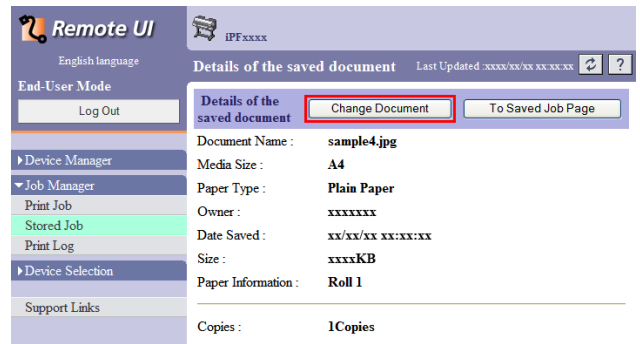 Remote UI
English language
End-User Mode
Log Out
Device Manager
Job Manager
Print Job
Stored Job
Print Log
Device Selection
Support Links
iPFxxxx
Details of the saved document Last Updated :xxxx/xx/xx xx:xx:xx ?
Details of the
saved document
Change Document To Saved Job Page
Document Name : sample4.jpg
Media Size : A4
Paper Type : Plain Paper
Owner : xxxxxxx
Date Saved : xx/xx/xx xx:xx:xx
Size : xxxxKB
Paper Information : Roll 1
Copies : 1Copies